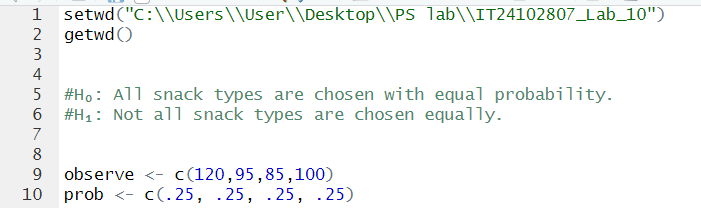 1 setwd("C:\\Users\\User\\Desktop\\PS lab\\IT24102807_Lab_10")
2 getwd()
3
4
5 #H₀: All snack types are chosen with equal probability.
6 #H₁: Not all snack types are chosen equally.
7
8
9 observe <- c(120,95,85,100)
10 prob <- c(.25, .25, .25, .25)